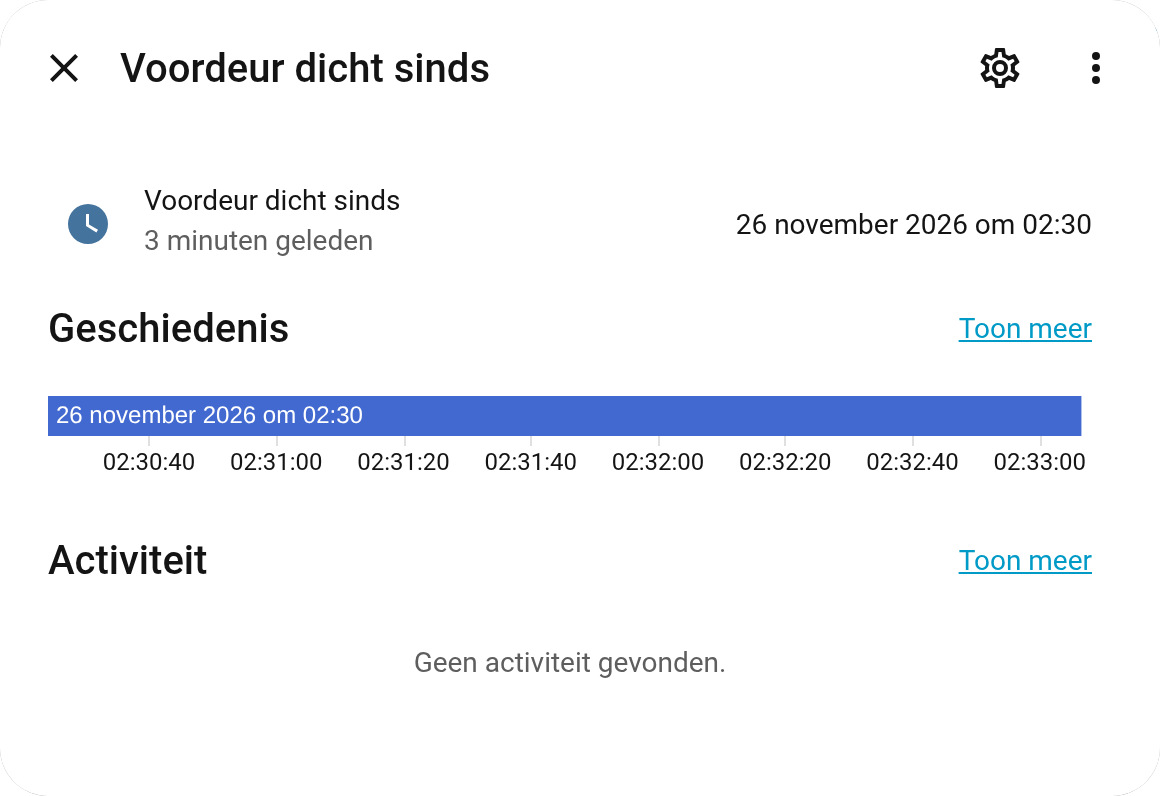 Voordeur dicht sinds
Voordeur dicht sinds
3 minuten geleden
26 november 2026 om 02:30
Geschiedenis
Toon meer
26 november 2026 om 02:30
02:30:40 02:31:00 02:31:20 02:31:40 02:32:00 02:32:20 02:32:40 02:33:00
Activiteit
Toon meer
Geen activiteit gevonden.